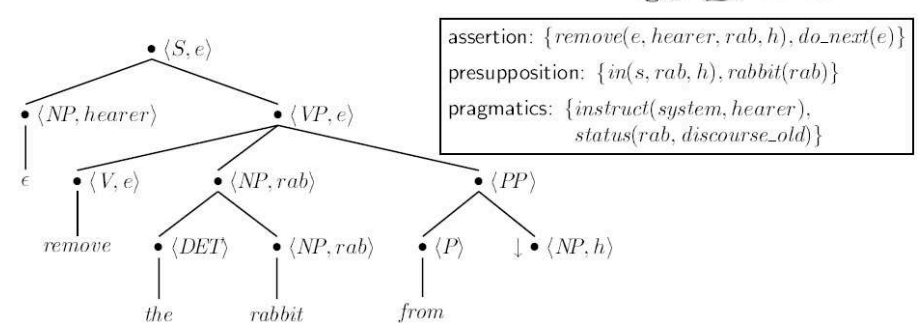 assertion: {remove(e, hearer, rab, h), do_next(e)}
presupposition: {in(s, rab, h), rabbit(rab)}
pragmatics: {instruct(system, hearer),
status(rab, discourse_old)}
• ⟨S, e⟩
• ⟨NP, hearer⟩ • ⟨VP, e⟩
ϵ • ⟨V, e⟩ • ⟨NP, rab⟩ • ⟨PP⟩
remove • ⟨DET⟩ • ⟨NP, rab⟩ • ⟨P⟩ ↓ • ⟨NP, h⟩
the rabbit from